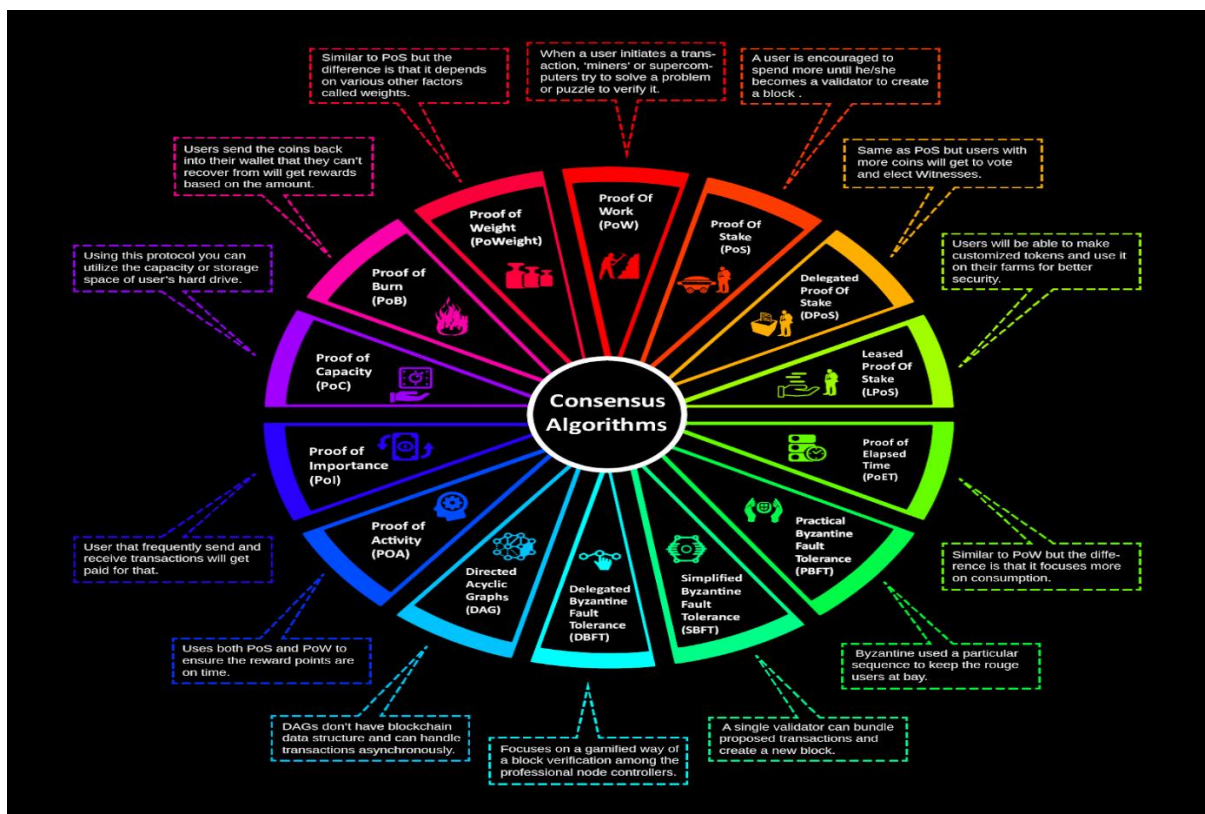 When a user initiates a trans-
action, 'miners' or supercom-
puters try to solve a problem
or puzzle to verify it.
A user is encouraged to
spend more until he/she
becomes a validator to create
a block .
Same as PoS but users with
more coins will get to vote
and elect Witnesses.
Users will be able to make
customized tokens and use it
on their farms for better
security.
Similar to PoW but the diffe-
rence is that it focuses more
on consumption.
Byzantine used a particular
sequence to keep the rouge
users at bay.
A single validator can bundle
proposed transactions and
create a new block.
Focuses on a gamified way of
a block verification among the
professional node controllers.
DAGs don't have blockchain
data structure and can handle
transactions asynchronously.
Uses both PoS and PoW to
ensure the reward points are
on time.
User that frequently send and
receive transactions will get
paid for that.
Using this protocol you can
utilize the capacity or storage
space of user's hard drive.
Users send the coins back
into their wallet that they can't
recover from will get rewards
based on the amount.
Similar to PoS but the
difference is that it depends
on various other factors
called weights.
Proof Of
Work
(PoW)
Proof Of
Stake
(PoS)
Delegated
Proof Of
Stake
(DPoS)
Leased
Proof Of
Stake
(LPoS)
Proof of
Elapsed
Time
(PoET)
Practical
Byzantine
Fault
Tolerance
(PBFT)
Simplified
Byzantine
Fault
Tolerance
(SBFT)
Delegated
Byzantine
Fault
Tolerance
(DBFT)
Directed
Acyclic
Graphs
(DAG)
Proof of
Activity
(POA)
Proof of
Importance
(PoI)
Proof of
Capacity
(PoC)
Proof of
Burn
(PoB)
Proof of
Weight
(PoWeight)
Consensus
Algorithms